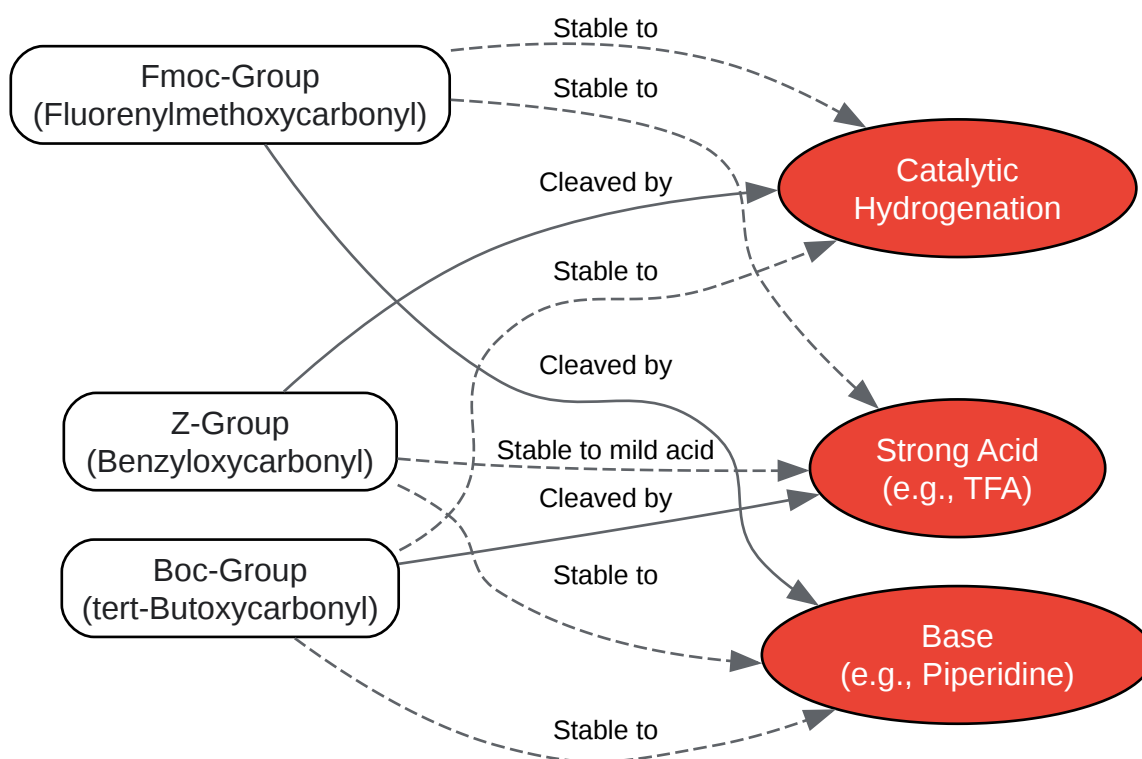 Stable to
Fmoc-Group
(Fluorenylmethoxycarbonyl)
Stable to
Catalytic
Hydrogenation
Cleaved by
Stable to
Cleaved by
Z-Group
(Benzyloxycarbonyl)
Stable to mild acid
Strong Acid
(e.g., TFA)
Cleaved by
Boc-Group
(tert-Butoxycarbonyl)
Stable to
Base
(e.g., Piperidine)
Stable to